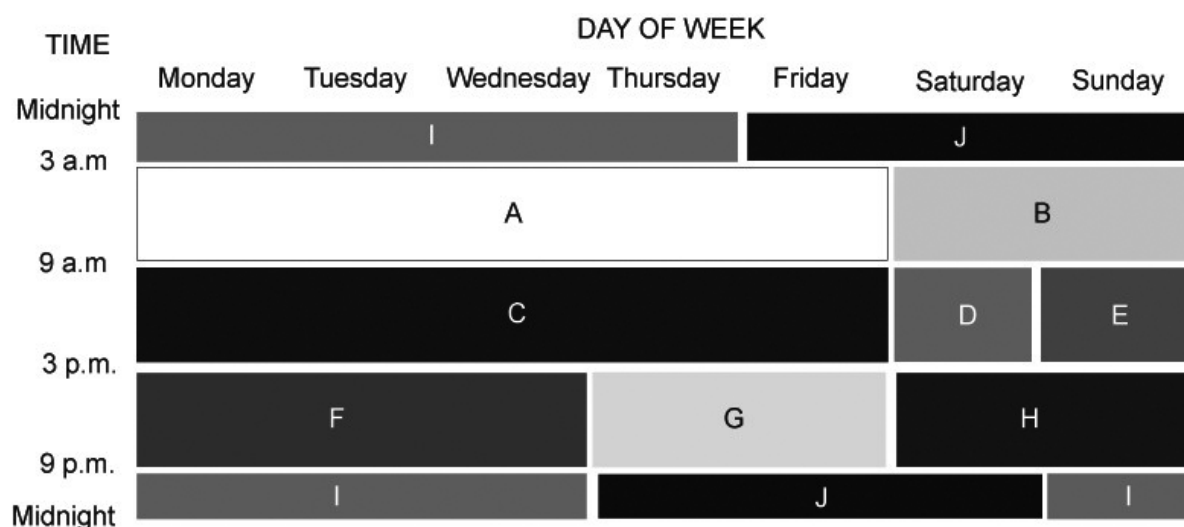 DAY OF WEEK
TIME
Monday Tuesday Wednesday Thursday Friday Saturday Sunday
Midnight
I J
3 a.m
A B
9 a.m
C D E
3 p.m.
F G H
9 p.m.
I J I
Midnight